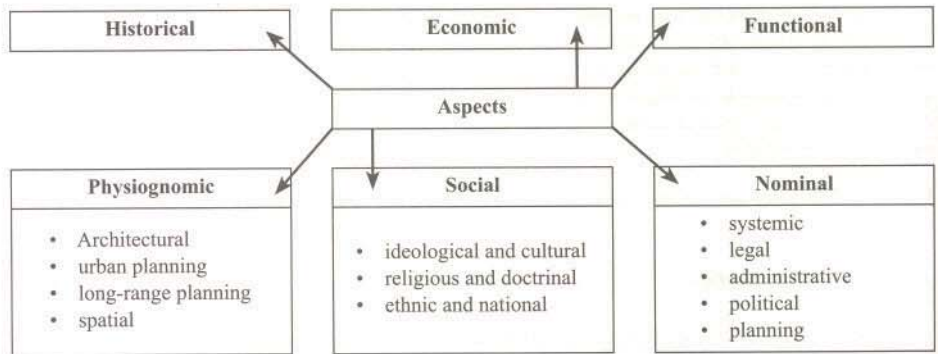 Historical
Economic
Functional
Aspects
Physiognomic
• Architectural
• urban planning
• long-range planning
• spatial
Social
• ideological and cultural
• religious and doctrinal
• ethnic and national
Nominal
• systemic
• legal
• administrative
• political
• planning